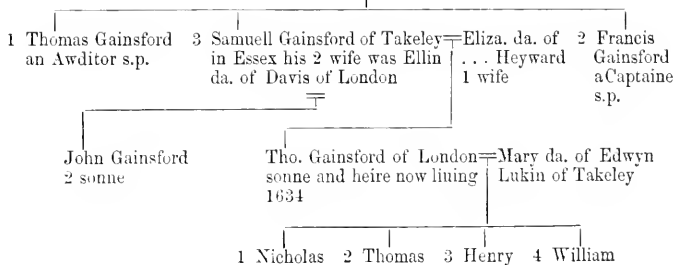 1 Thomas Gainsford
an Awditor s.p.
3 Samuell Gainsford of Takeley
in Essex his 2 wife was Ellin
da. of Davis of London
Eliza. da. of
. . . Heyward
1 wife
2 Francis
Gainsford
a Captaine
s.p.
John Gainsford
2 sonne
Tho. Gainsford of London
sonne and heire now liuing
1634
Mary da. of Edwyn
Lukin of Takeley
1 Nicholas 2 Thomas 3 Henry 4 William